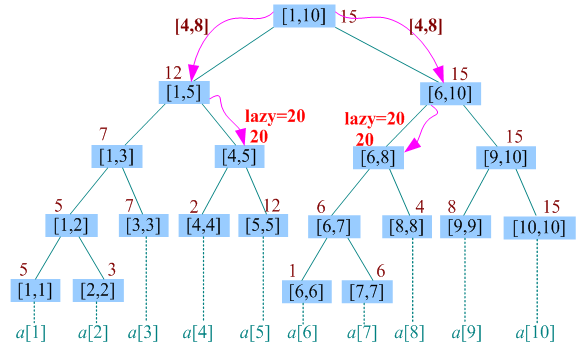 [4,8] [1,10] 15 [4,8]
12 15
[1,5] [6,10]
lazy=20 lazy=20
7 20 20 15
[1,3] [4,5] [6,8] [9,10]
5 7 2 12 6 4 8 15
[1,2] [3,3] [4,4] [5,5] [6,7] [8,8] [9,9] [10,10]
5 3 1 6
[1,1] [2,2] [6,6] [7,7]
a[1] a[2] a[3] a[4] a[5] a[6] a[7] a[8] a[9] a[10]